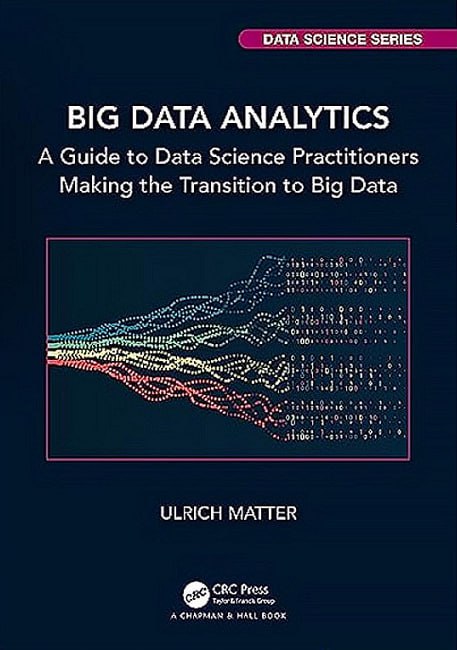 DATA SCIENCE SERIES
BIG DATA ANALYTICS
A Guide to Data Science Practitioners
Making the Transition to Big Data
ULRICH MATTER
CRC
CRC Press
Taylor & Francis Group
A CHAPMAN & HALL BOOK